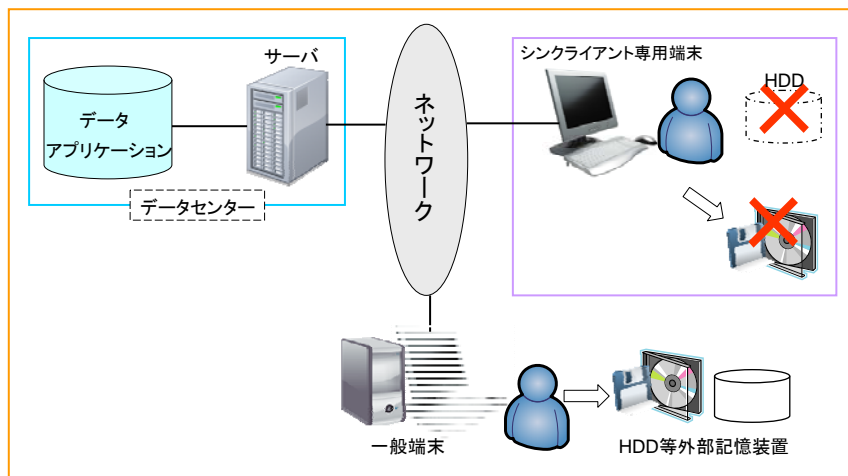 サーバ
データ
アプリケーション
データセンター
ネットワーク
シンクライアント専用端末
HDD
一般端末
HDD等外部記憶装置